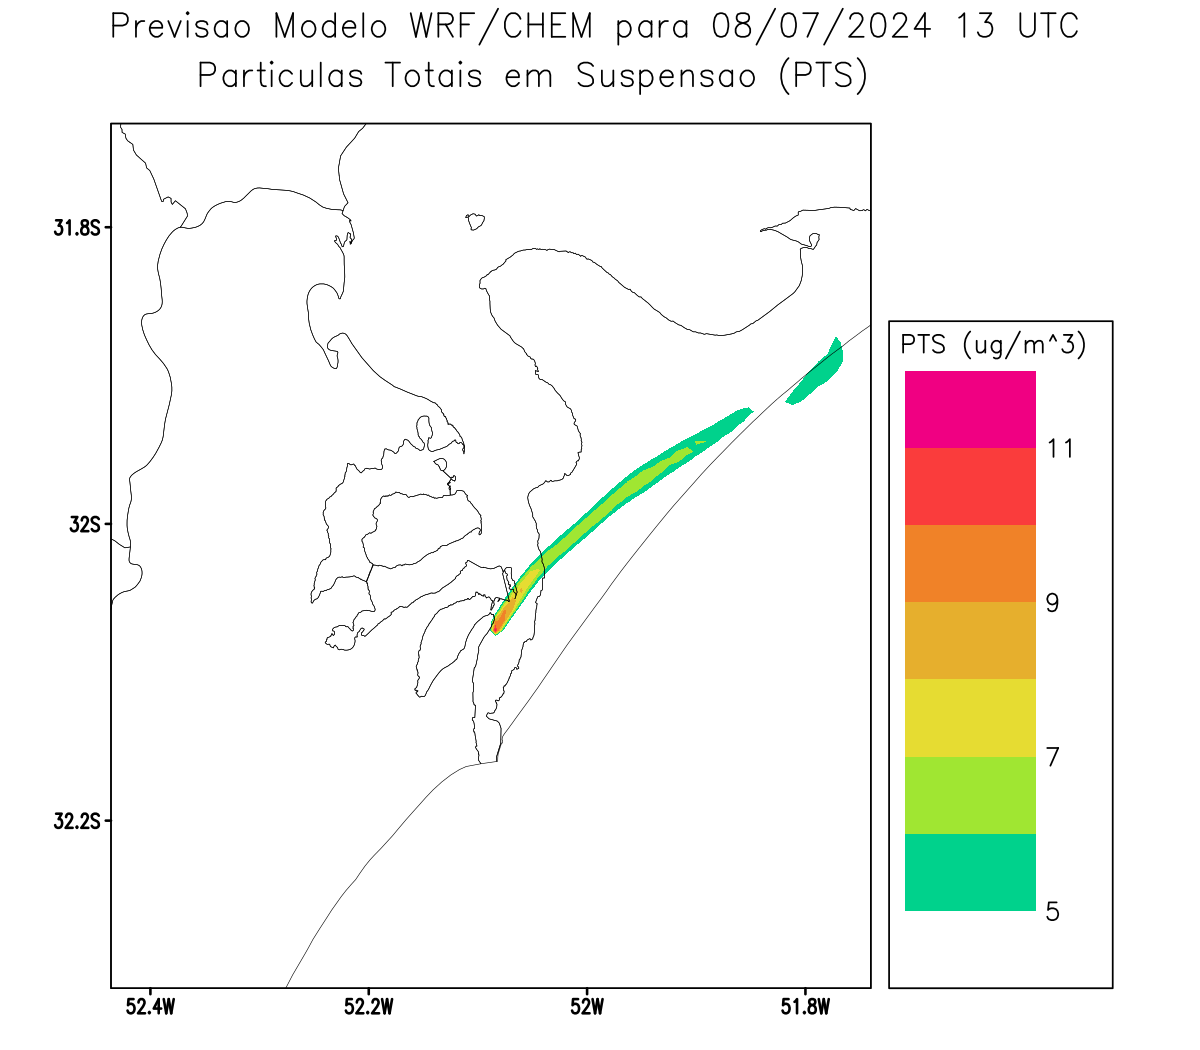 Previsao Modelo WRF/CHEM para 08/07/2024 13 UTC
Particulas Totais em Suspensao (PTS)
31.8S
32S
32.2S
52.4W
52.2W
52W
51.8W
PTS (ug/m^3)
11
9
7
5